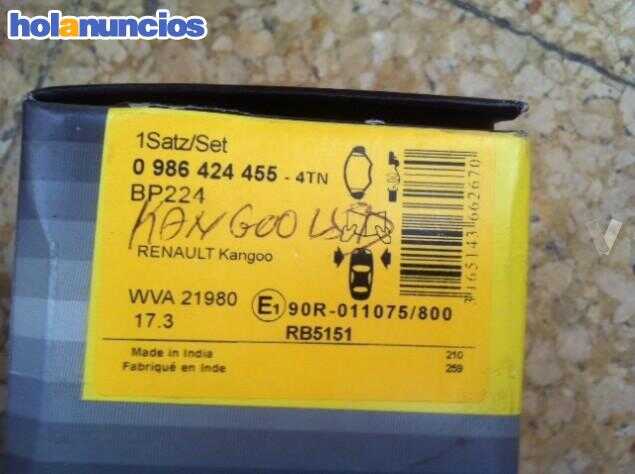 holanuncios
1Satz/Set
0 986 424 455 - 4TN
BP224
KANGOO
RENAULT Kangoo
WVA 21980
17.3
E1 90R-011075/800
RB5151
Made in India
Fabriqué en Inde
210
259